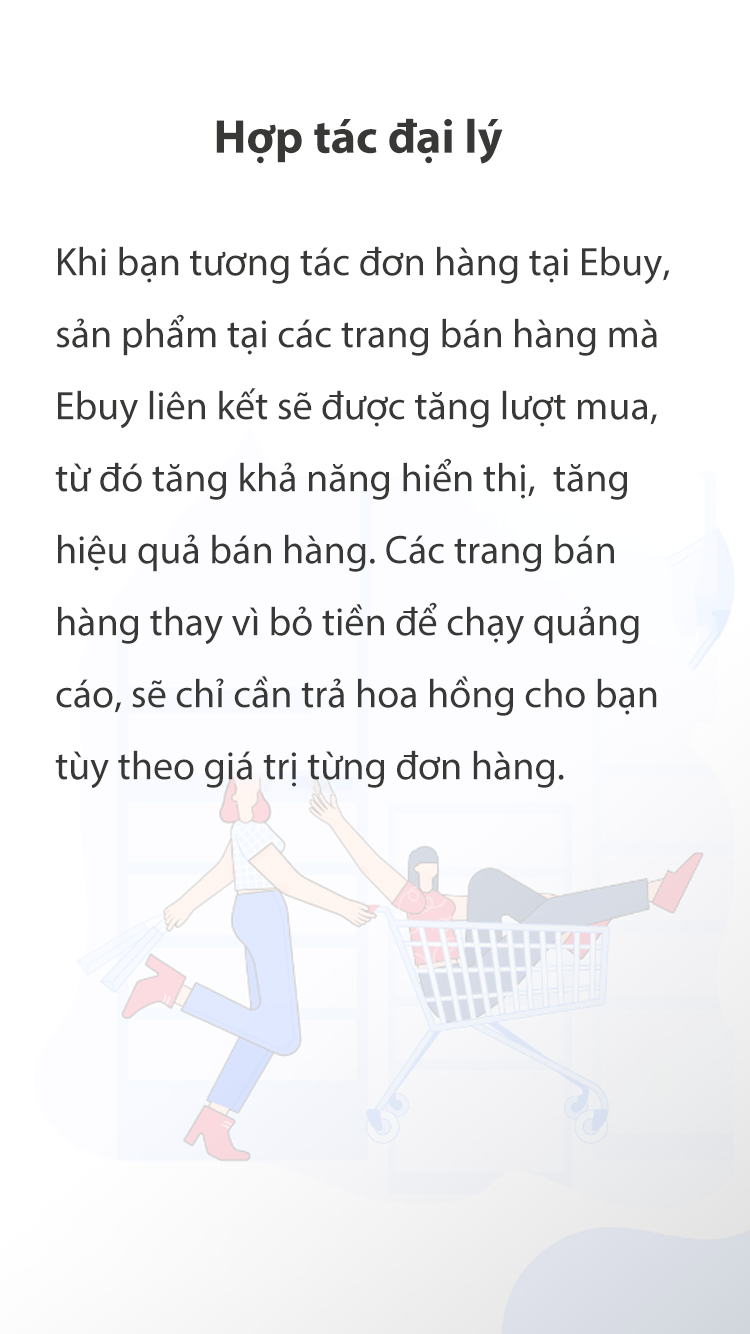 Hợp tác đại lý
Khi bạn tương tác đơn hàng tại Ebuy,
sản phẩm tại các trang bán hàng mà
Ebuy liên kết sẽ được tăng lượt mua,
từ đó tăng khả năng hiển thị,  tăng
hiệu quả bán hàng. Các trang bán
hàng thay vì bỏ tiền để chạy quảng
cáo, sẽ chỉ cần trả hoa hồng cho bạn
tùy theo giá trị từng đơn hàng.